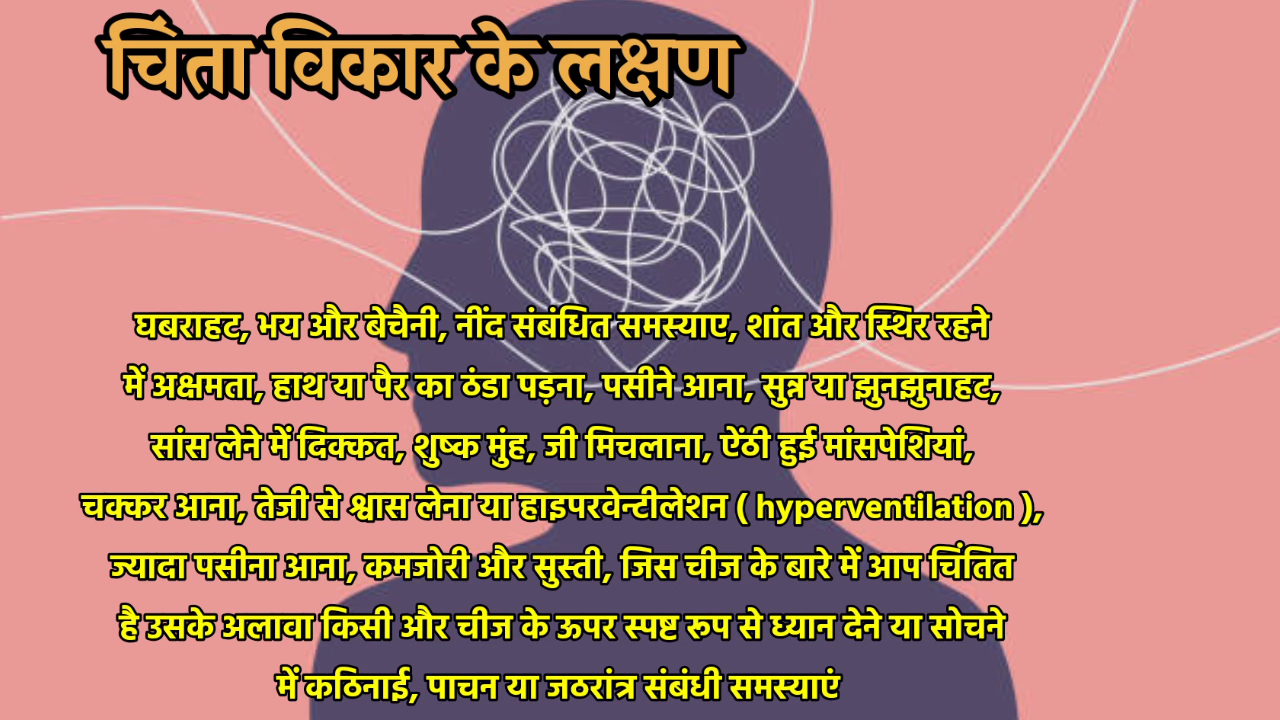 चिंता विकार के लक्षण
घबराहट, भय और बेचैनी, नींद संबंधित समस्याए, शांत और स्थिर रहने
में अक्षमता, हाथ या पैर का ठंडा पड़ना, पसीने आना, सुन्न या झुनझुनाहट,
सांस लेने में दिक्कत, शुष्क मुंह, जी मिचलाना, ऐंठी हुई मांसपेशियां,
चक्कर आना, तेजी से श्वास लेना या हाइपरवेन्टीलेशन ( hyperventilation ),
ज्यादा पसीना आना, कमजोरी और सुस्ती, जिस चीज के बारे में आप चिंतित
है उसके अलावा किसी और चीज के ऊपर स्पष्ट रूप से ध्यान देने या सोचने
में कठिनाई, पाचन या जठरांत्र संबंधी समस्याएं